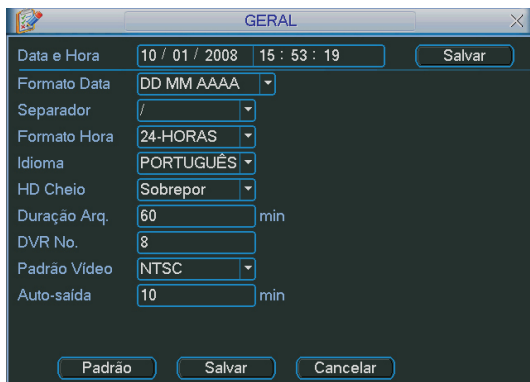 GERAL
Data e Hora 10 / 01 / 2008 15 : 53 : 19 Salvar
Formato Data DD MM AAAA
Separador /
Formato Hora 24-HORAS
Idioma PORTUGUÊS
HD Cheio Sobrepor
Duração Arq. 60 min
DVR No. 8
Padrão Vídeo NTSC
Auto-saída 10 min
Padrão Salvar Cancelar